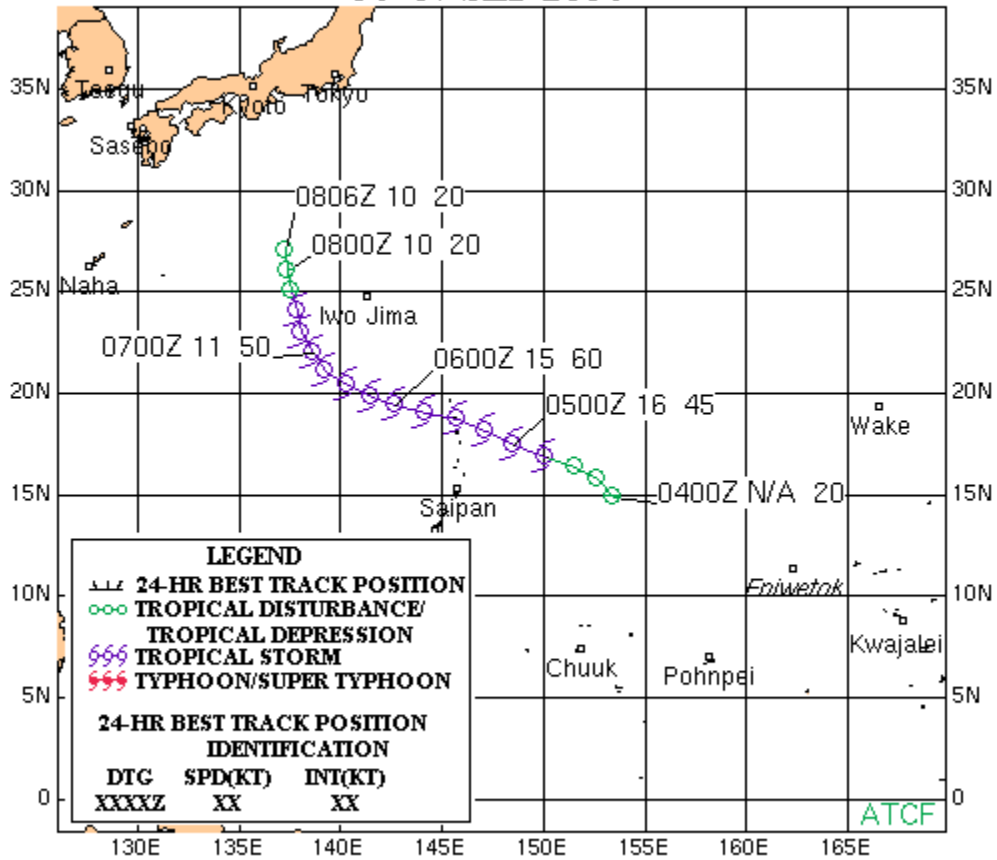 35N
35N
Taegu
Kyoto
Tokyo
Sasebo
30N
30N
0806Z 10 20
0800Z 10 20
Naha
25N
25N
Iwo Jima
0700Z 11 50
0600Z 15 60
20N
20N
0500Z 16 45
Wake
15N
15N
0400Z N/A 20
Saipan
LEGEND
24-HR BEST TRACK POSITION
TROPICAL DISTURBANCE/
TROPICAL DEPRESSION
TROPICAL STORM
TYPHOON/SUPER TYPHOON
24-HR BEST TRACK POSITION
IDENTIFICATION
DTG SPD(KT) INT(KT)
XXXXZ XX XX
Eniwetok
10N
10N
Kwajalei
Chuuk
Pohnpei
5N
5N
0
0
ATCF
130E 135E 140E 145E 150E 155E 160E 165E